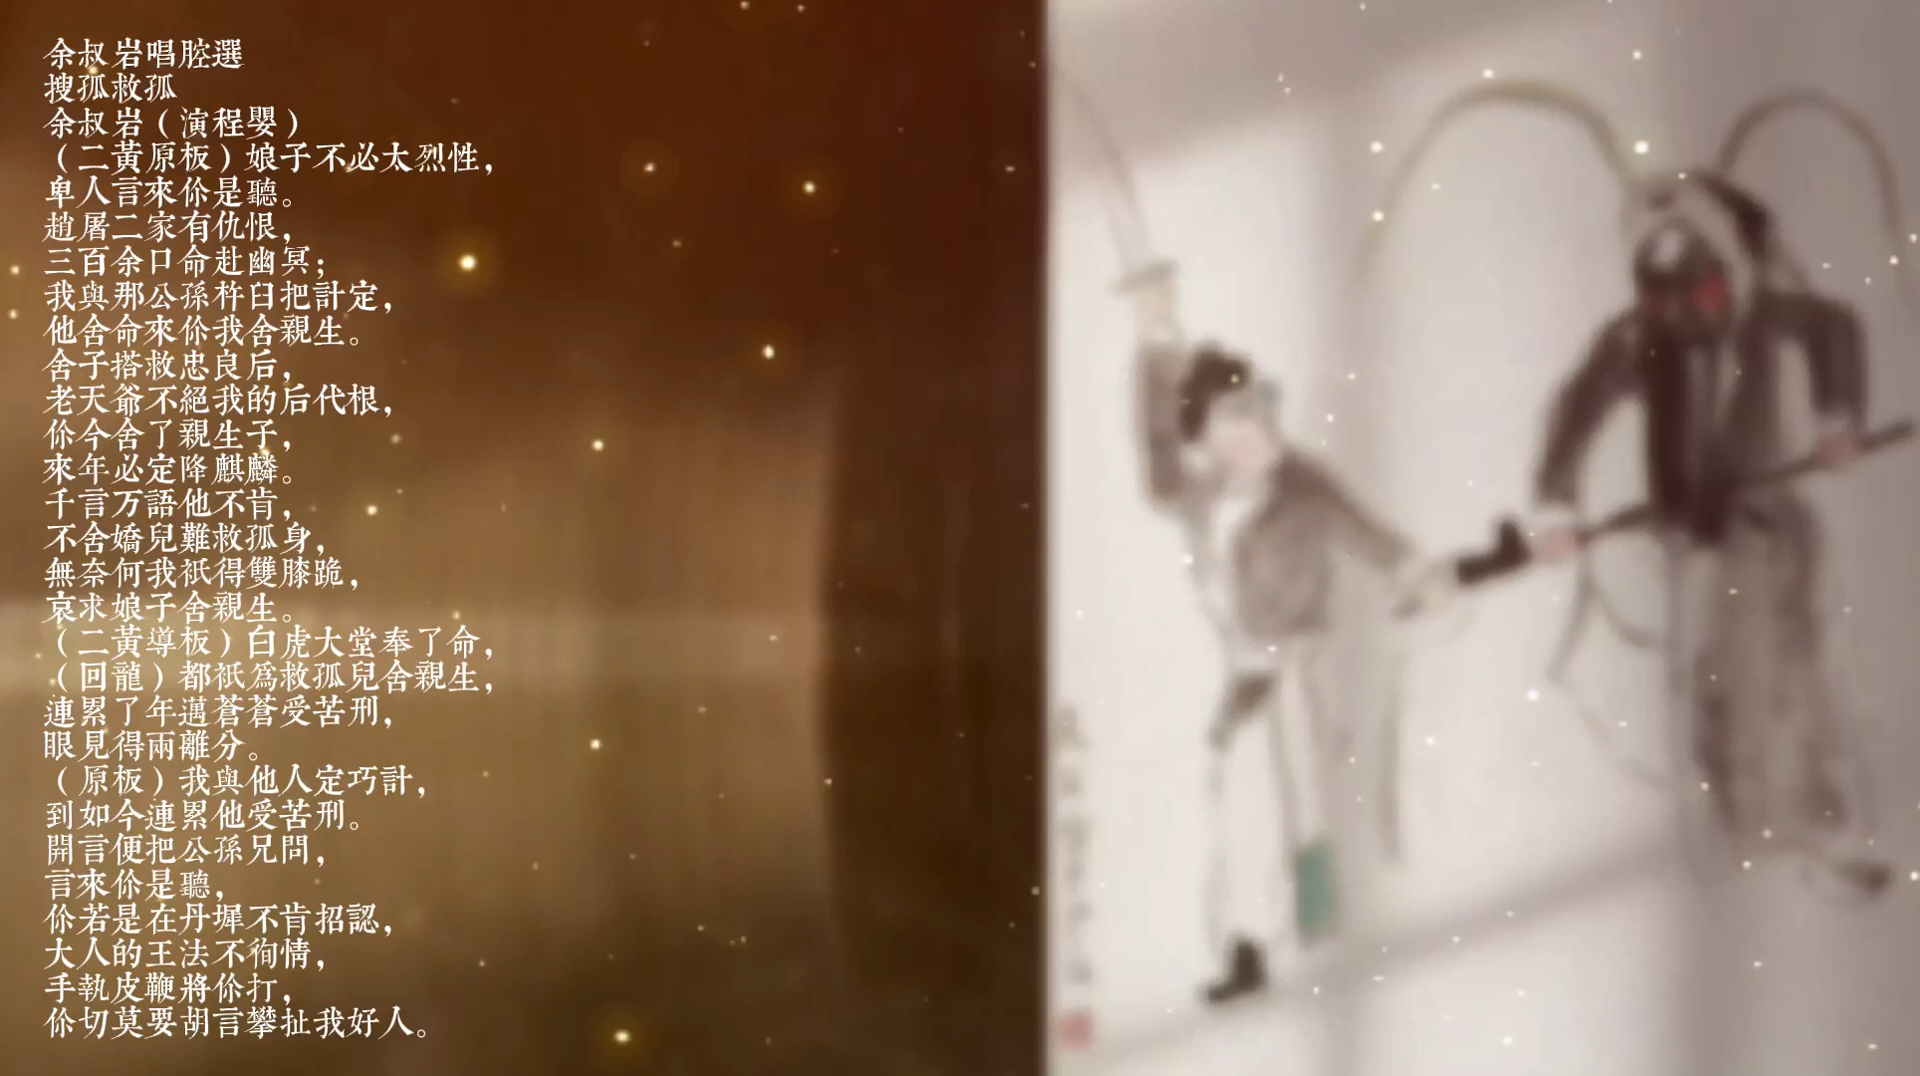 余叔岩唱腔選
搜孤救孤
余叔岩（演程嬰）
（二黃原板）娘子不必太烈性，
卑人言來你是聽。
趙屠二家有仇恨，
三百余口命赴幽冥；
我與那公孫杵臼把計定，
他舍命來你我舍親生。
舍子搭救忠良后，
老天爺不絕我的后代根，
你今舍了親生子，
來年必定降麒麟。
千言万語他不肯，
不舍嬌兒難救孤身，
無奈何我祇得雙膝跪，
哀求娘子舍親生。
（二黃導板）白虎大堂奉了命，
（回龍）都祇爲救孤兒舍親生，
連累了年邁蒼蒼受苦刑，
眼見得兩離分。
（原板）我與他人定巧計，
到如今連累他受苦刑。
開言便把公孫兄問，
言來你是聽，
你若是在丹墀不肯招認，
大人的王法不徇情，
手執皮鞭將你打，
你切莫要胡言攀扯我好人。